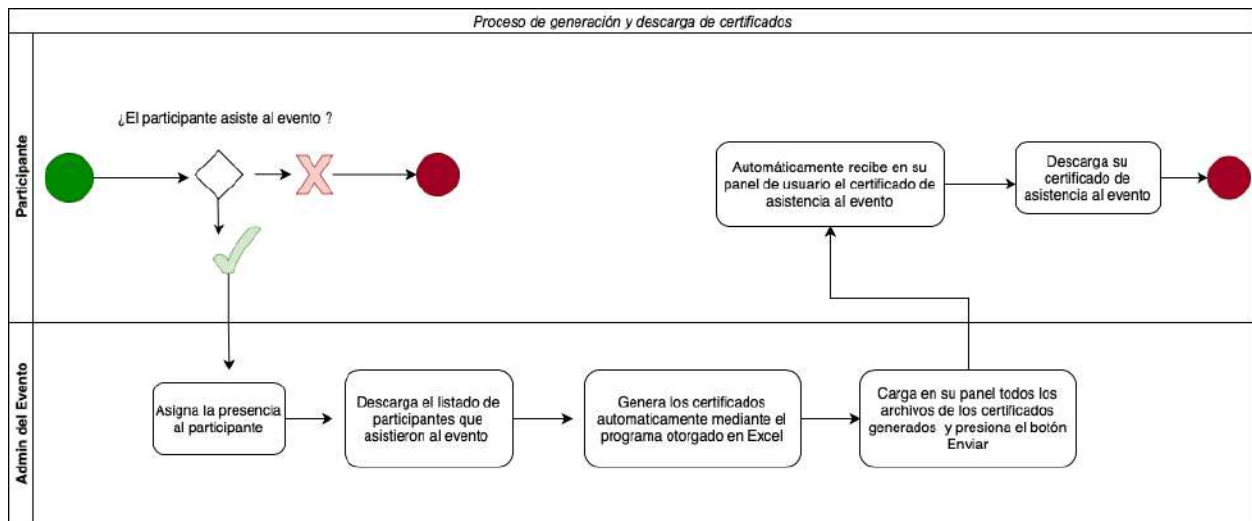 Proceso de generación y descarga de certificados
Participante
¿El participante asiste al evento ?
Automáticamente recibe en su
panel de usuario el certificado de
asistencia al evento
Descarga su
certificado de
asistencia al evento
Admin del Evento
Asigna la presencia
al participante
Descarga el listado de
participantes que
asistieron al evento
Genera los certificados
automaticamente mediante el
programa otorgado en Excel
Carga en su panel todos los
archivos de los certificados
generados y presiona el botón
Enviar